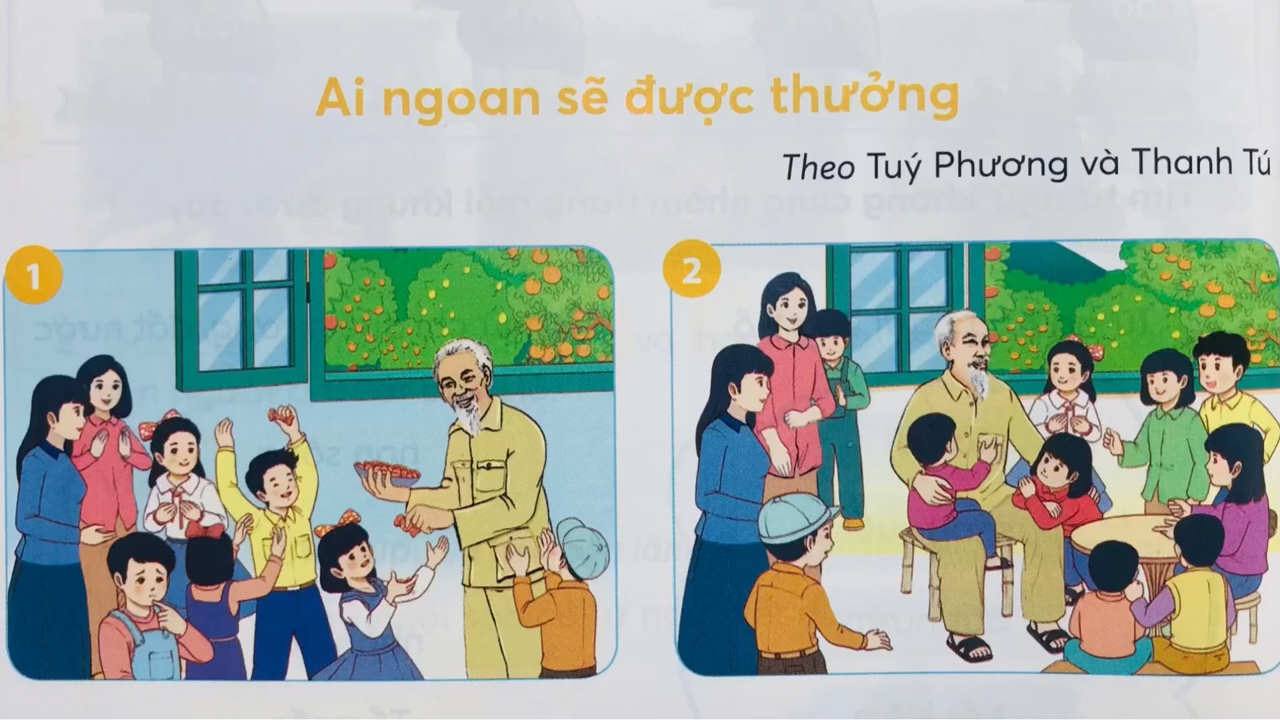 Ai ngoan sẽ được thưởng
Theo Tuý Phương và Thanh Tú
1
2